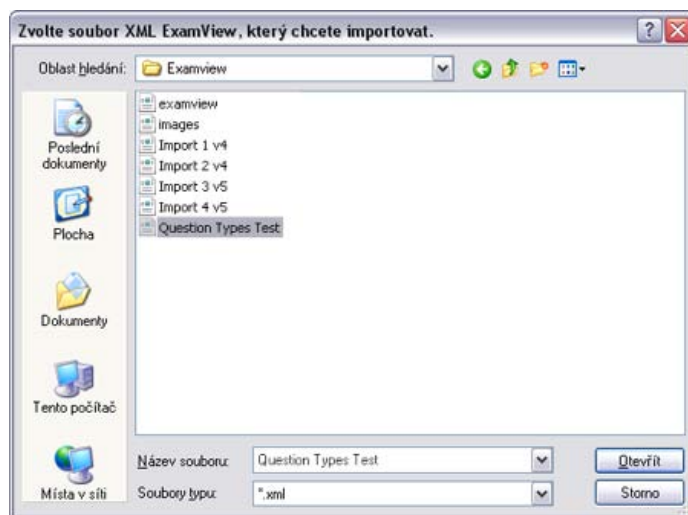 Zvolte soubor XML ExamView, který chcete importovat.
Oblast hledání:
Examview
examview
images
Import 1 v4
Import 2 v4
Import 3 v5
Import 4 v5
Question Types Test
Poslední
dokumenty
Plocha
Dokumenty
Tento počítač
Místa v síti
Název souboru:
Question Types Test
Otevřít
Soubory typu:
*.xml
Storno